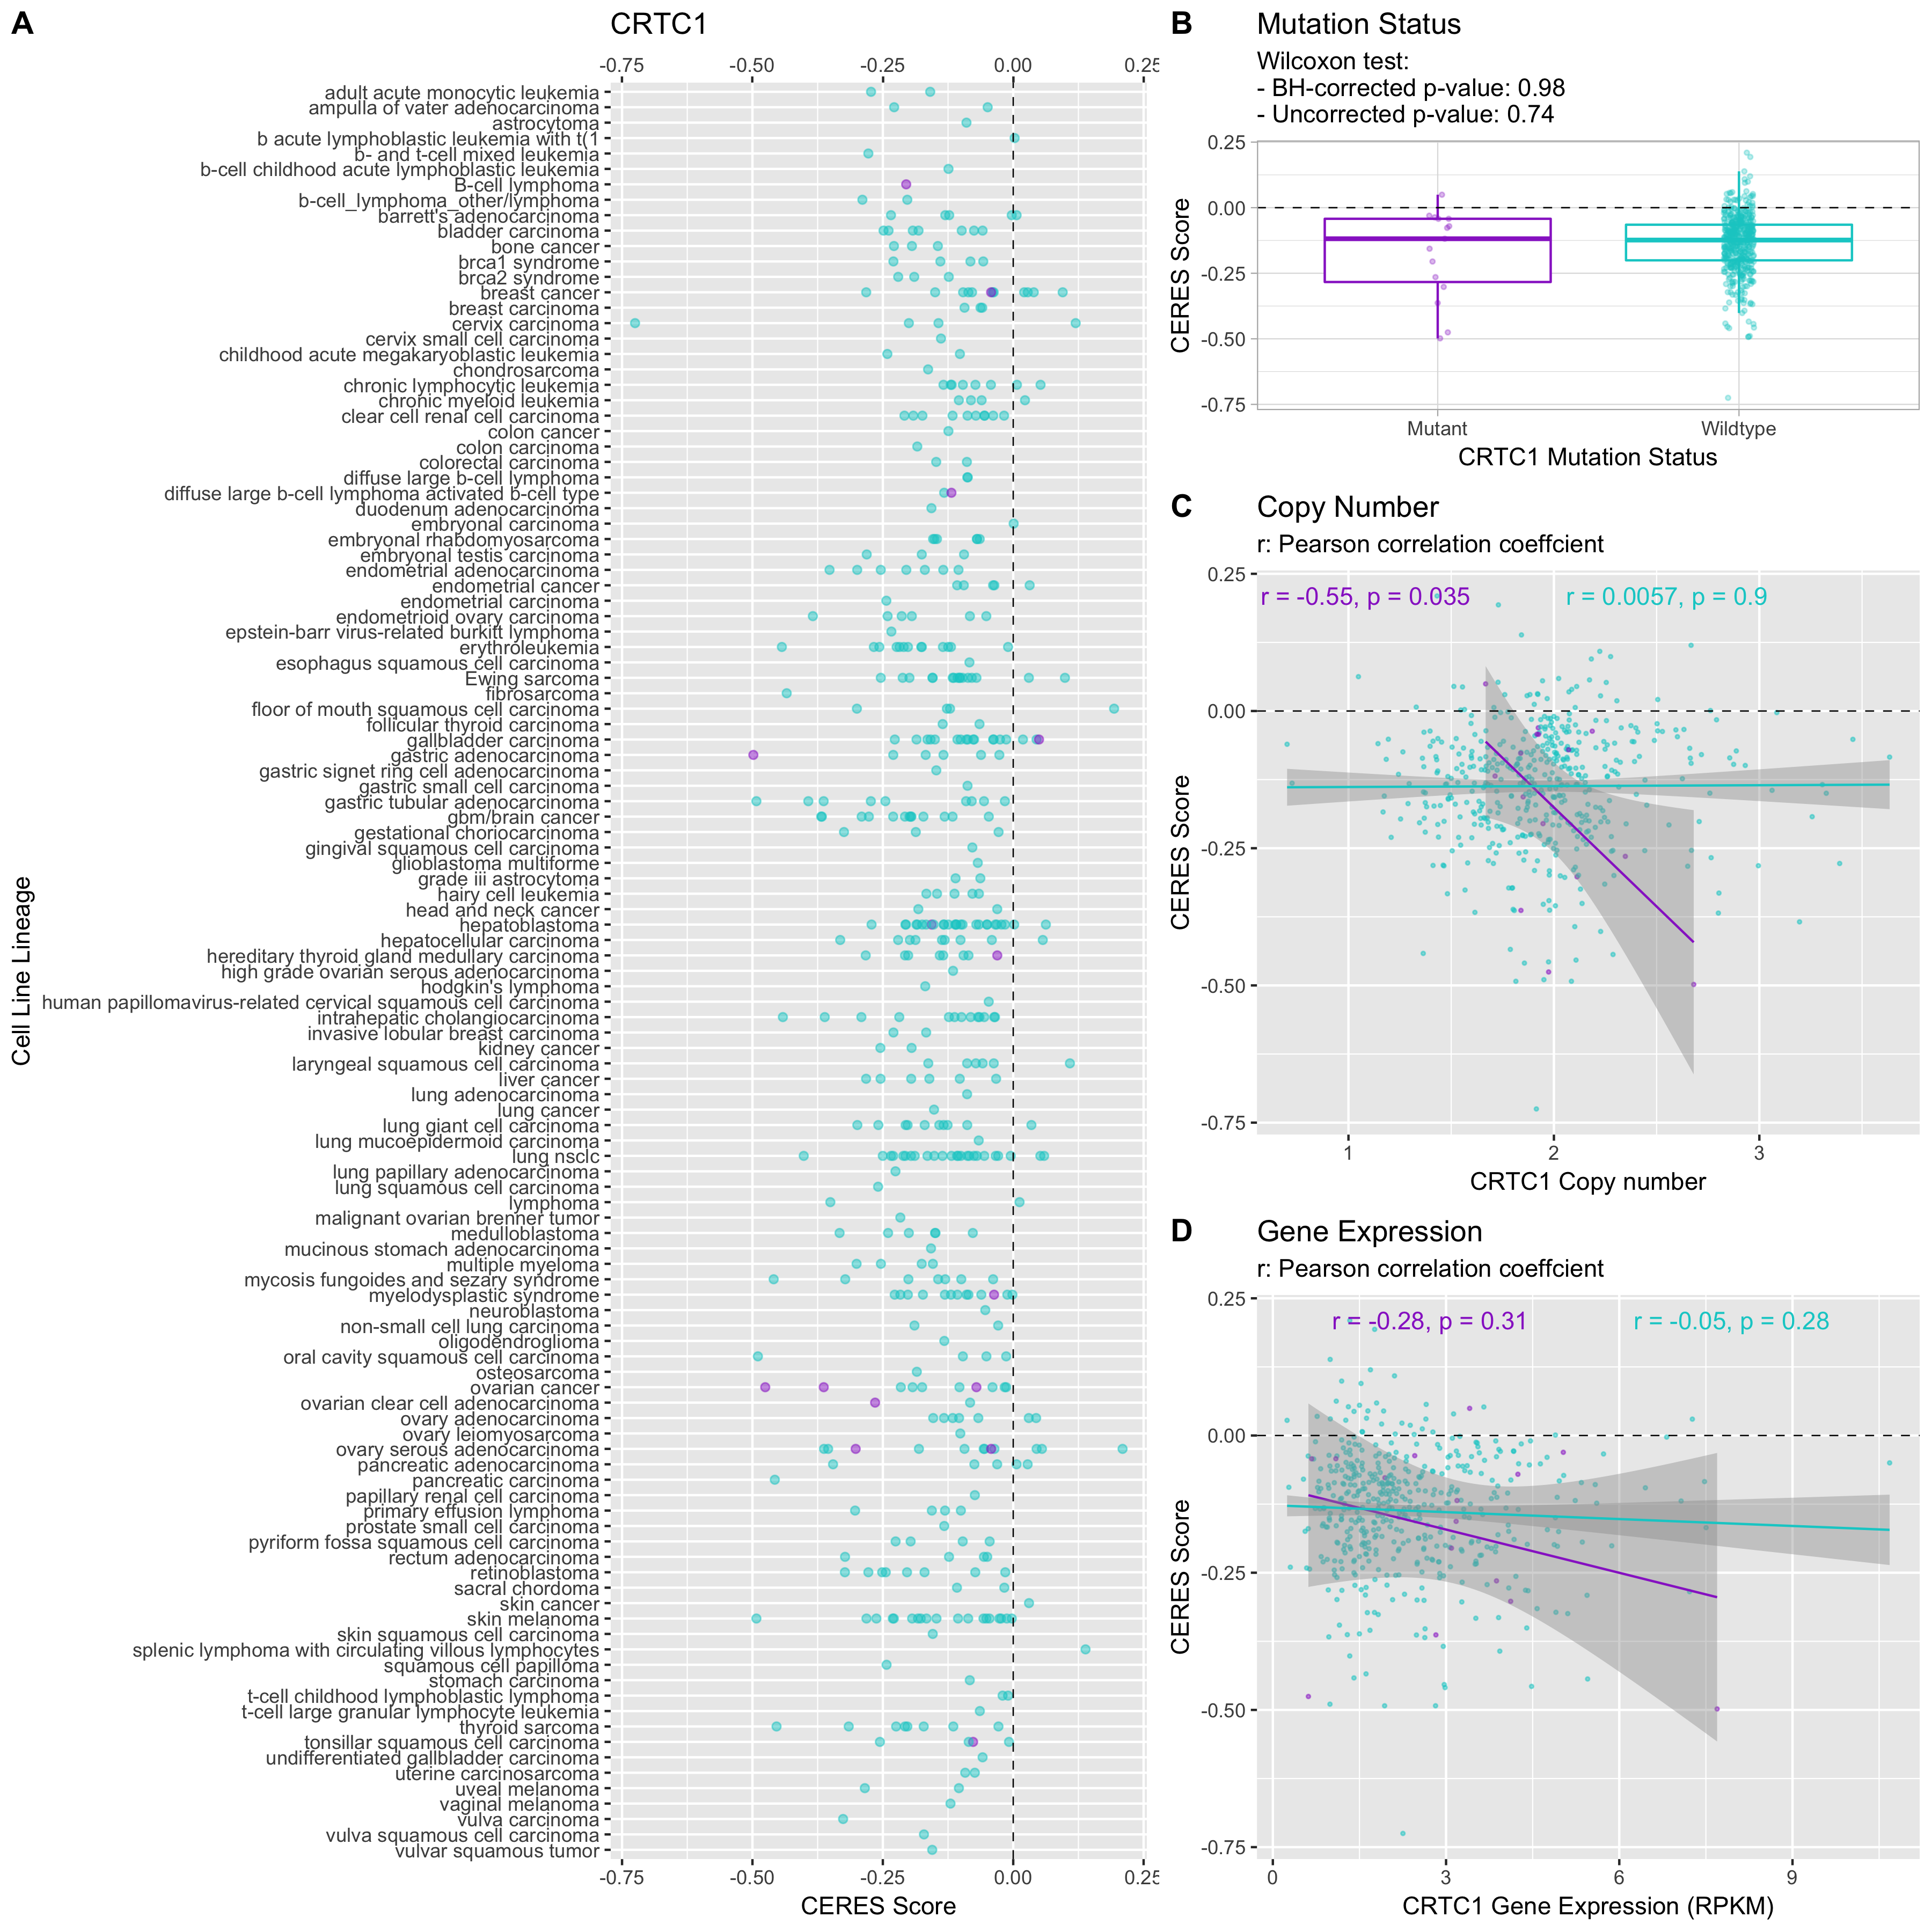 A
CRTC1
-0.75 -0.50 -0.25 0.00 0.25
adult acute monocytic leukemia
ampulla of vater adenocarcinoma
astrocytoma
b acute lymphoblastic leukemia with t(1
b- and t-cell mixed leukemia
b-cell childhood acute lymphoblastic leukemia
B-cell lymphoma
b-cell_lymphoma_other/lymphoma
barrett's adenocarcinoma
bladder carcinoma
bone cancer
brca1 syndrome
brca2 syndrome
breast cancer
breast carcinoma
cervix carcinoma
cervix small cell carcinoma
childhood acute megakaryoblastic leukemia
chondrosarcoma
chronic lymphocytic leukemia
chronic myeloid leukemia
clear cell renal cell carcinoma
colon cancer
colon carcinoma
colorectal carcinoma
diffuse large b-cell lymphoma
diffuse large b-cell lymphoma activated b-cell type
duodenum adenocarcinoma
embryonal carcinoma
embryonal rhabdomyosarcoma
embryonal testis carcinoma
endometrial adenocarcinoma
endometrial cancer
endometrial carcinoma
endometrioid ovary carcinoma
epstein-barr virus-related burkitt lymphoma
erythroleukemia
esophagus squamous cell carcinoma
Ewing sarcoma
fibrosarcoma
floor of mouth squamous cell carcinoma
follicular thyroid carcinoma
gallbladder carcinoma
gastric adenocarcinoma
gastric signet ring cell adenocarcinoma
gastric small cell carcinoma
gastric tubular adenocarcinoma
gbm/brain cancer
gestational choriocarcinoma
gingival squamous cell carcinoma
glioblastoma multiforme
grade iii astrocytoma
hairy cell leukemia
head and neck cancer
hepatoblastoma
hepatocellular carcinoma
hereditary thyroid gland medullary carcinoma
high grade ovarian serous adenocarcinoma
hodgkin's lymphoma
human papillomavirus-related cervical squamous cell carcinoma
intrahepatic cholangiocarcinoma
invasive lobular breast carcinoma
kidney cancer
laryngeal squamous cell carcinoma
liver cancer
lung adenocarcinoma
lung cancer
lung giant cell carcinoma
lung mucoepidermoid carcinoma
lung nsclc
lung papillary adenocarcinoma
lung squamous cell carcinoma
lymphoma
malignant ovarian brenner tumor
medulloblastoma
mucinous stomach adenocarcinoma
multiple myeloma
mycosis fungoides and sezary syndrome
myelodysplastic syndrome
neuroblastoma
non-small cell lung carcinoma
oligodendroglioma
oral cavity squamous cell carcinoma
osteosarcoma
ovarian cancer
ovarian clear cell adenocarcinoma
ovary adenocarcinoma
ovary leiomyosarcoma
ovary serous adenocarcinoma
pancreatic adenocarcinoma
pancreatic carcinoma
papillary renal cell carcinoma
primary effusion lymphoma
prostate small cell carcinoma
pyriform fossa squamous cell carcinoma
rectum adenocarcinoma
retinoblastoma
sacral chordoma
skin cancer
skin melanoma
skin squamous cell carcinoma
splenic lymphoma with circulating villous lymphocytes
squamous cell papilloma
stomach carcinoma
t-cell childhood lymphoblastic lymphoma
t-cell large granular lymphocyte leukemia
thyroid sarcoma
tonsillar squamous cell carcinoma
undifferentiated gallbladder carcinoma
uterine carcinosarcoma
uveal melanoma
vaginal melanoma
vulva carcinoma
vulva squamous cell carcinoma
vulvar squamous tumor
-0.75 -0.50 -0.25 0.00 0.25
CERES Score
Cell Line Lineage
B
Mutation Status
Wilcoxon test:
- BH-corrected p-value: 0.98
- Uncorrected p-value: 0.74
0.25
0.00
-0.25
-0.50
-0.75
CERES Score
Mutant Wildtype
CRTC1 Mutation Status
C
Copy Number
r: Pearson correlation coeffcient
r = -0.55, p = 0.035 r = 0.0057, p = 0.9
0.25
0.00
-0.25
-0.50
-0.75
CERES Score
1 2 3
CRTC1 Copy number
D
Gene Expression
r: Pearson correlation coeffcient
r = -0.28, p = 0.31 r = -0.05, p = 0.28
0.25
0.00
-0.25
-0.50
-0.75
CERES Score
0 3 6 9
CRTC1 Gene Expression (RPKM)